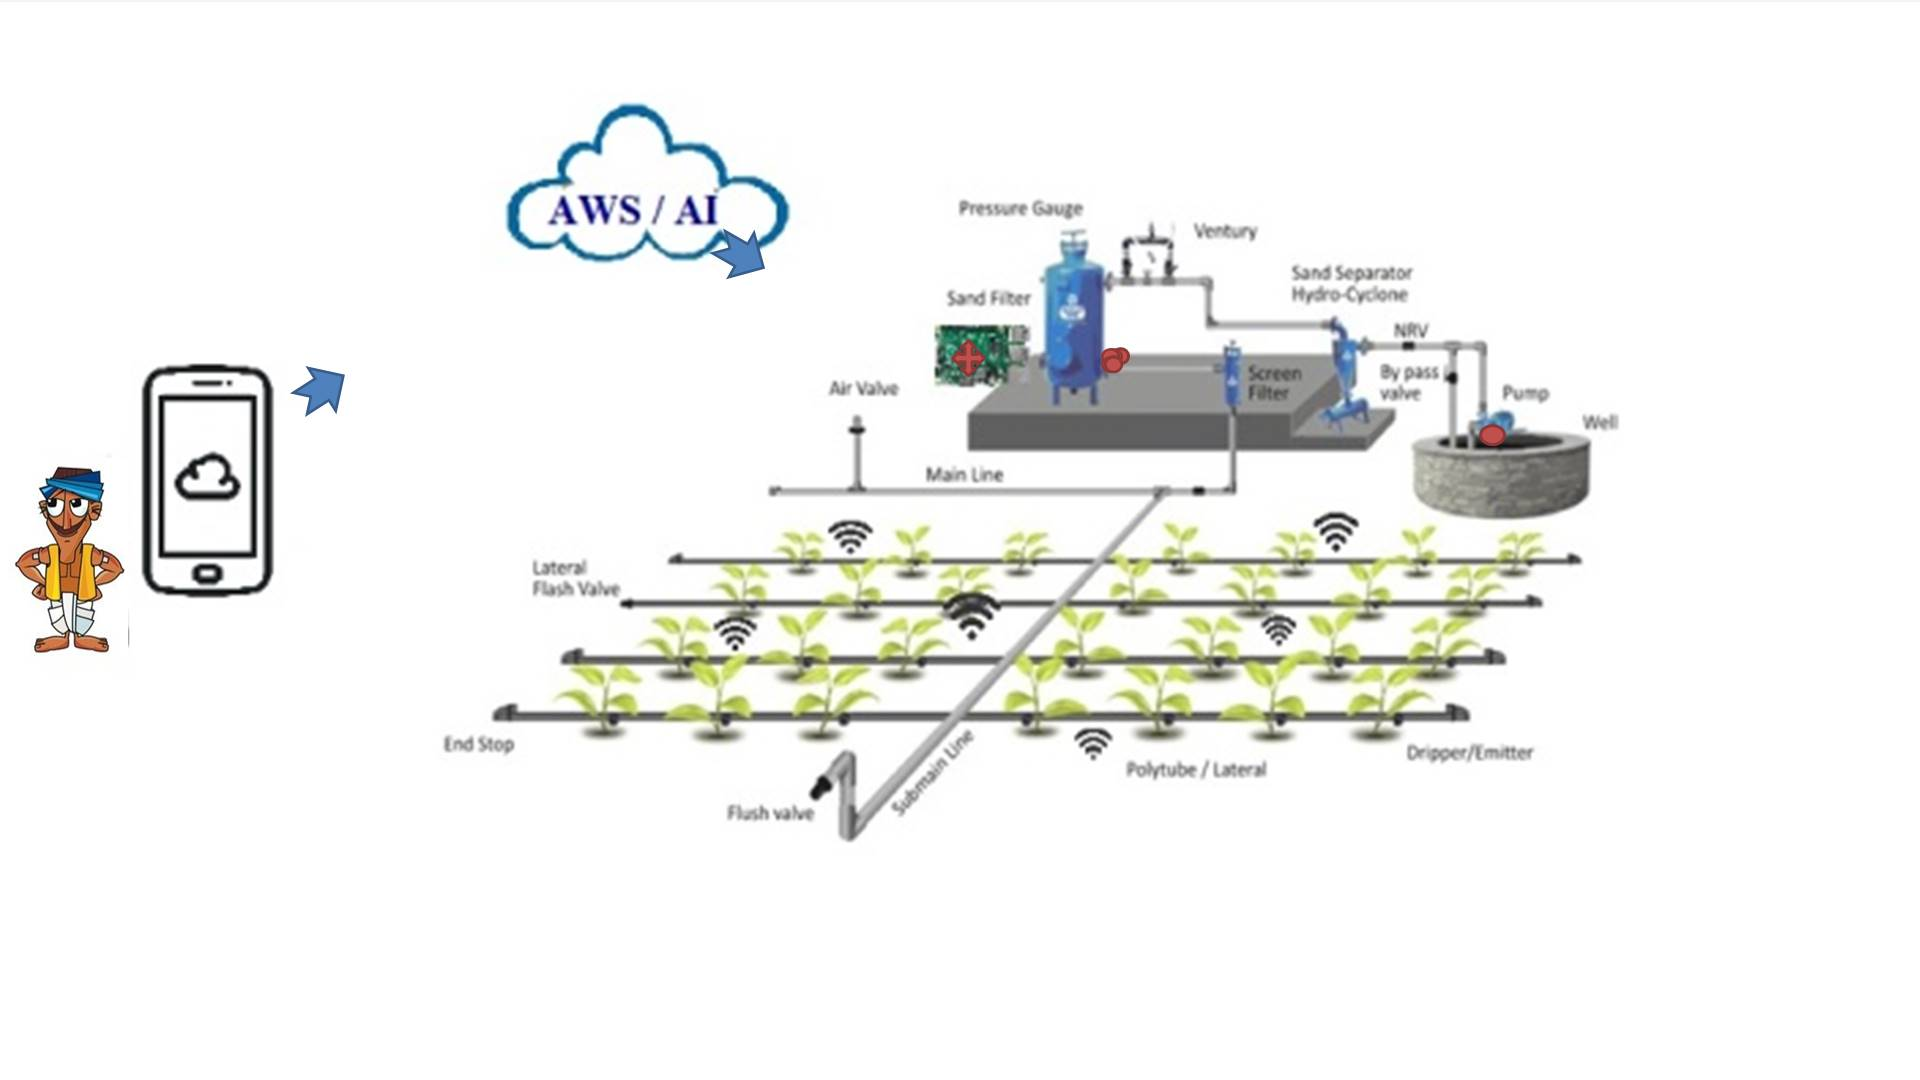 AWS / AI
Pressure Gauge
Ventury
Sand Separator
Hydro-Cyclone
Sand Filter
NRV
Screen
Filter
By pass
valve
Air Valve
Pump
Well
Main Line
Lateral
Flash Valve
End Stop
Dripper/Emitter
Polytube / Lateral
Submain Line
Flush valve